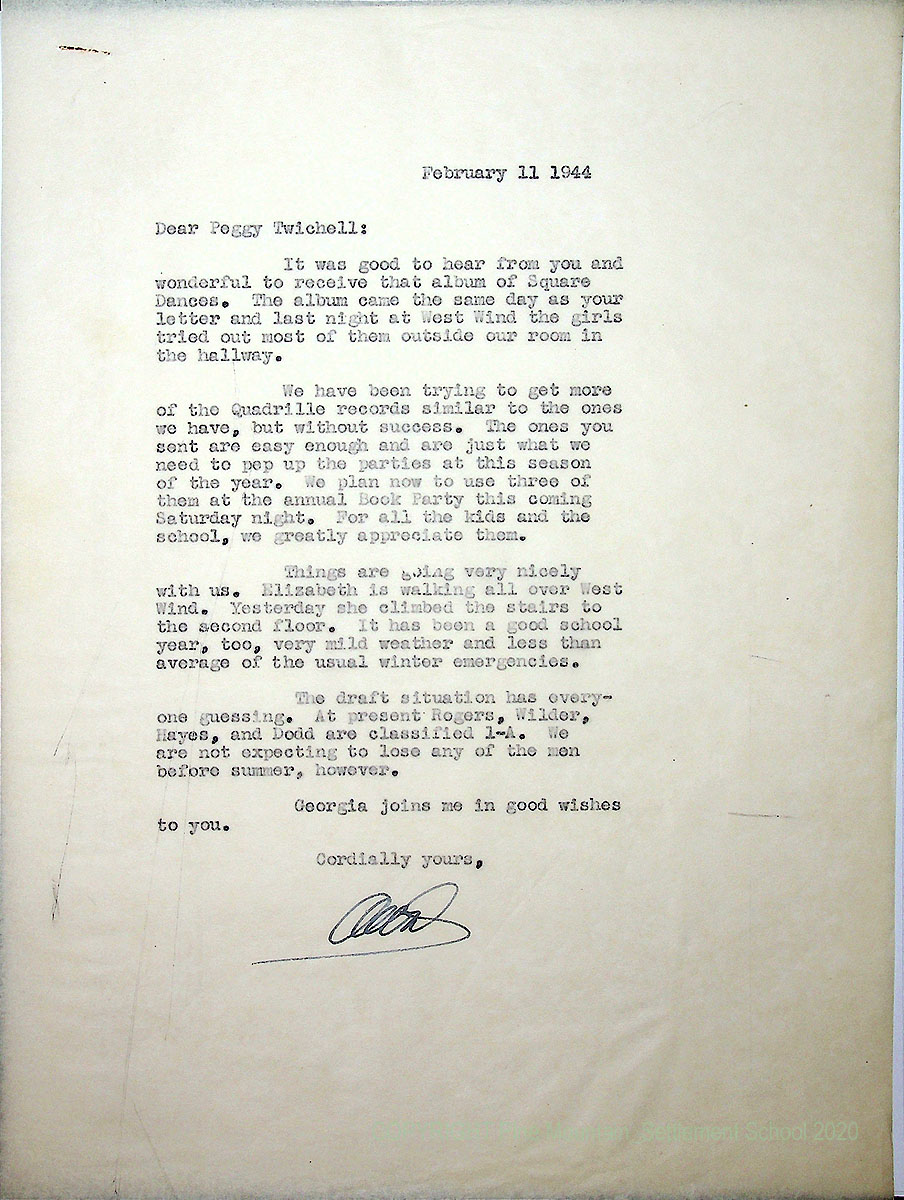 February 11 1944
Dear Peggy Twichell:
It was good to hear from you and
wonderful to receive that album of Square
Dances. The album came the same day as your
letter and last night at West Wind the girls
tried out most of them outside our room in
the hallway.
We have been trying to get more
of the Quadrille records similar to the ones
we have, but without success. The ones you
sent are easy enough and are just what we
need to pep up the parties at this season
of the year. We plan now to use three of
them at the annual Book Party this coming
Saturday night. For all the kids and the
school, we greatly appreciate them.
Things are going very nicely
with us. Elizabeth is walking all over West
Wind. Yesterday she climbed the stairs to
the second floor. It has been a good school
year, too, very mild weather and less than
average of the usual winter emergencies.
The draft situation has every-
one guessing. At present Rogers, Wilder,
Hayes, and Dodd are classified 1-A. We
are not expecting to lose any of the men
before summer, however.
Georgia joins me in good wishes
to you.
Cordially yours,
Settlement School 2020